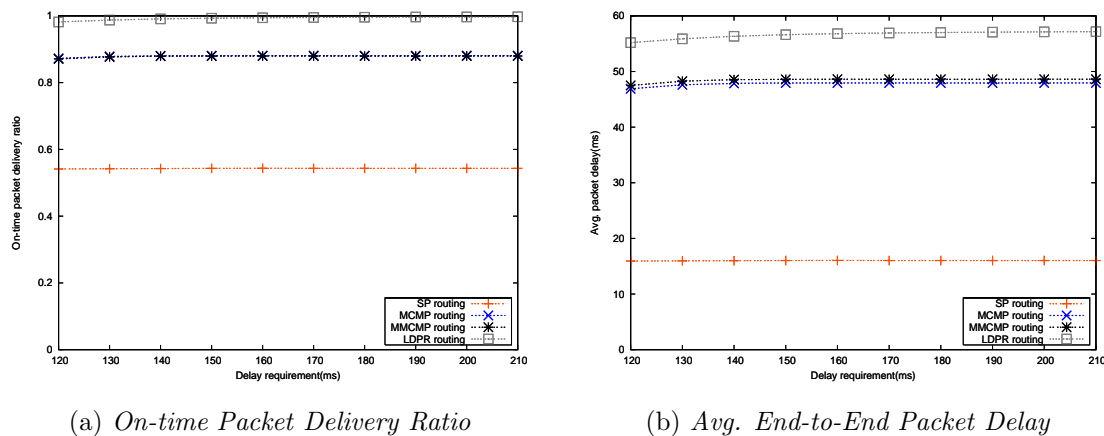 1
0.8
0.6
0.4
0.2
0
On-time packet delivery ratio
SP routing
MCMP routing
MMCMP routing
LDPR routing
120 130 140 150 160 170 180 190 200 210
Delay requirement(ms)
(a) On-time Packet Delivery Ratio
60
50
40
30
20
10
0
Avg. packet delay(ms)
SP routing
MCMP routing
MMCMP routing
LDPR routing
120 130 140 150 160 170 180 190 200 210
Delay requirement(ms)
(b) Avg. End-to-End Packet Delay